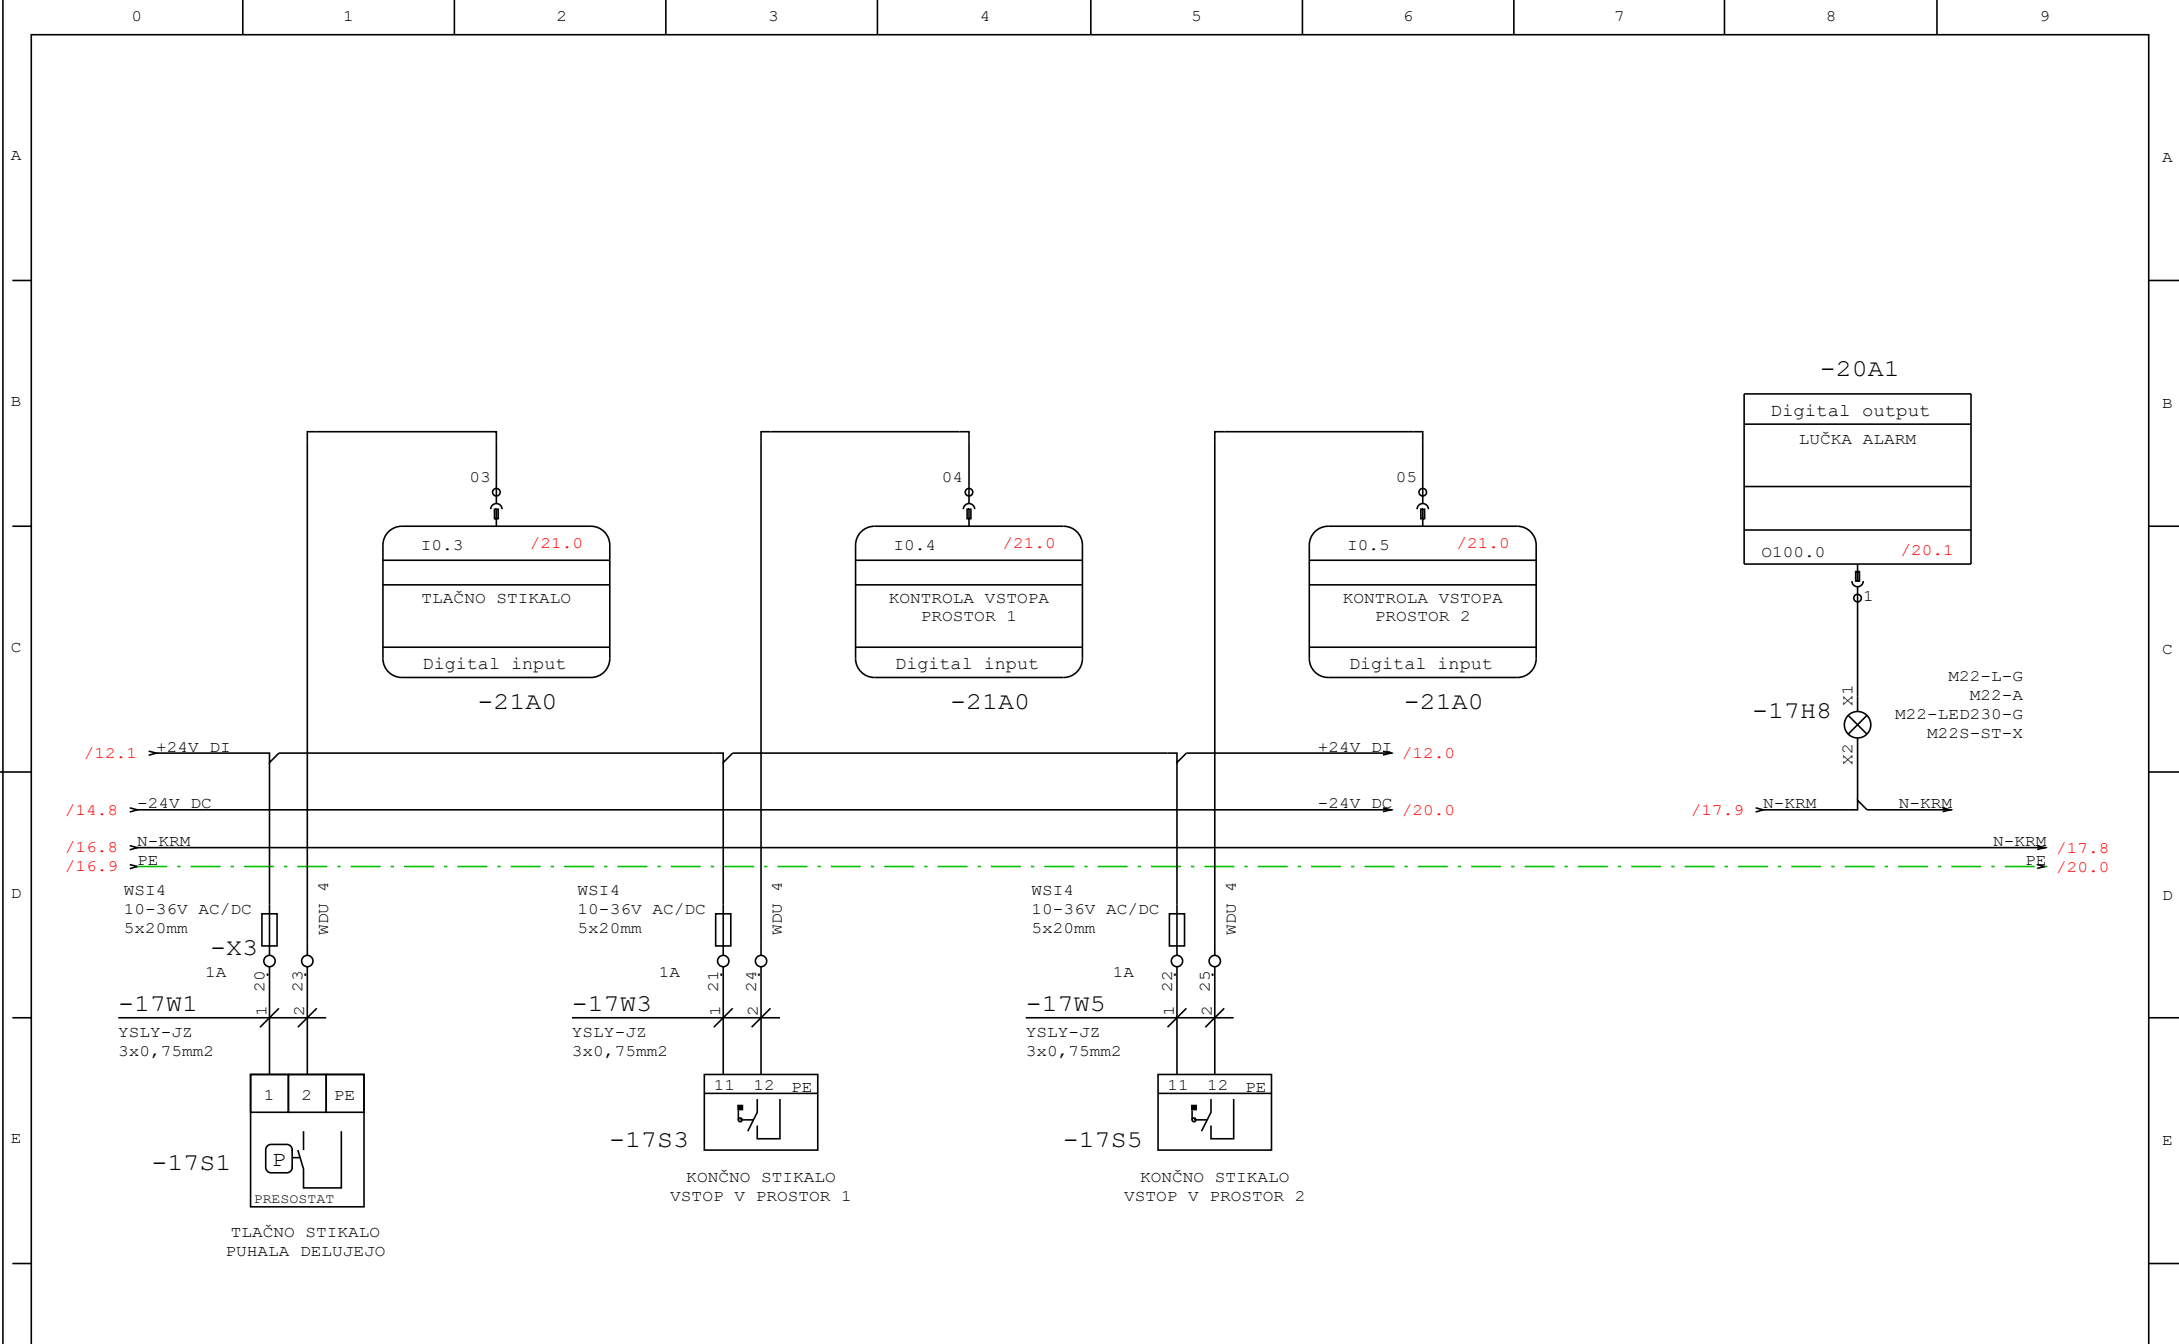 0 1 2 3 4 5 6 7 8 9
A A
B B
C C
D D
E E
-20A1
Digital output
LUČKA ALARM
O100.0 /20.1
1
03
I0.3 /21.0
TLAČNO STIKALO
Digital input
-21A0
04
I0.4 /21.0
KONTROLA VSTOPA
PROSTOR 1
Digital input
-21A0
05
I0.5 /21.0
KONTROLA VSTOPA
PROSTOR 2
Digital input
-21A0
-17H8
X1
X2
M22-L-G
M22-A
M22-LED230-G
M22S-ST-X
/12.1 +24V DI
+24V DI /12.0
/14.8 -24V DC
-24V DC /20.0
/17.9 N-KRM N-KRM
/16.8 N-KRM
N-KRM /17.8
/16.9 PE
PE /20.0
WSI4
10-36V AC/DC
5x20mm
-X3
1A
20
23
WDU 4
-17W1
1
2
YSLY-JZ
3x0,75mm2
1 2 PE
P
-17S1
PRESOSTAT
TLAČNO STIKALO
PUHALA DELUJEJO
WSI4
10-36V AC/DC
5x20mm
1A
21
24
WDU 4
-17W3
1
2
YSLY-JZ
3x0,75mm2
11 12 PE
-17S3
KONČNO STIKALO
VSTOP V PROSTOR 1
WSI4
10-36V AC/DC
5x20mm
1A
22
25
WDU 4
-17W5
1
2
YSLY-JZ
3x0,75mm2
11 12 PE
-17S5
KONČNO STIKALO
VSTOP V PROSTOR 2